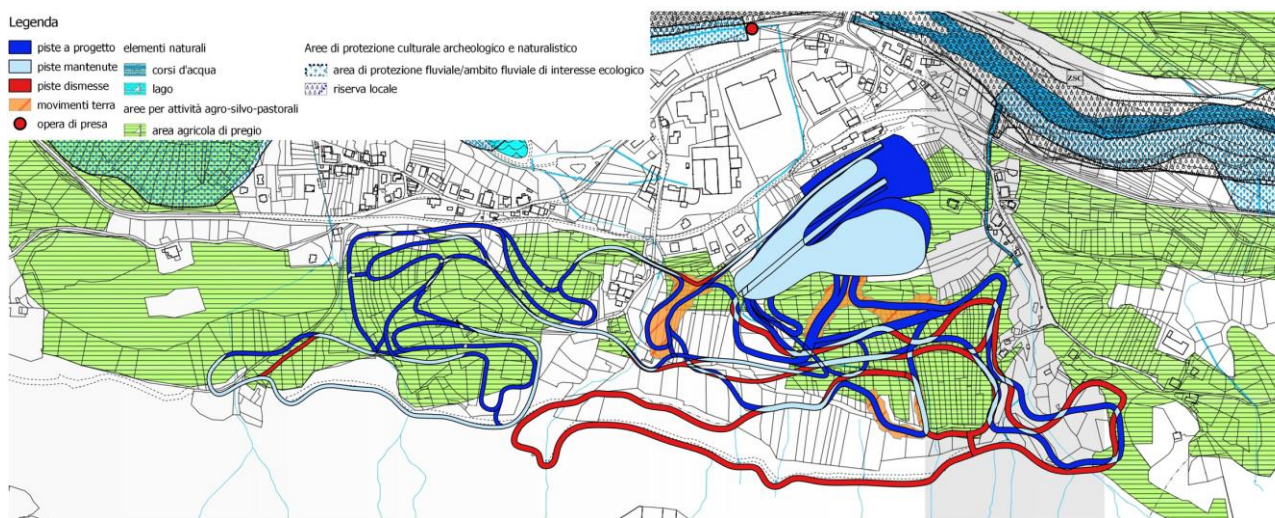 Legenda
piste a progetto
piste mantenute
piste dismesse
movimenti terra
opera di presa
elementi naturali
corsi d'acqua
lago
aree per attività agro-silvo-pastorali
area agricola di pregio
Aree di protezione culturale archeologico e naturalistico
area di protezione fluviale/ambito fluviale di interesse ecologico
riserva locale
ZSC